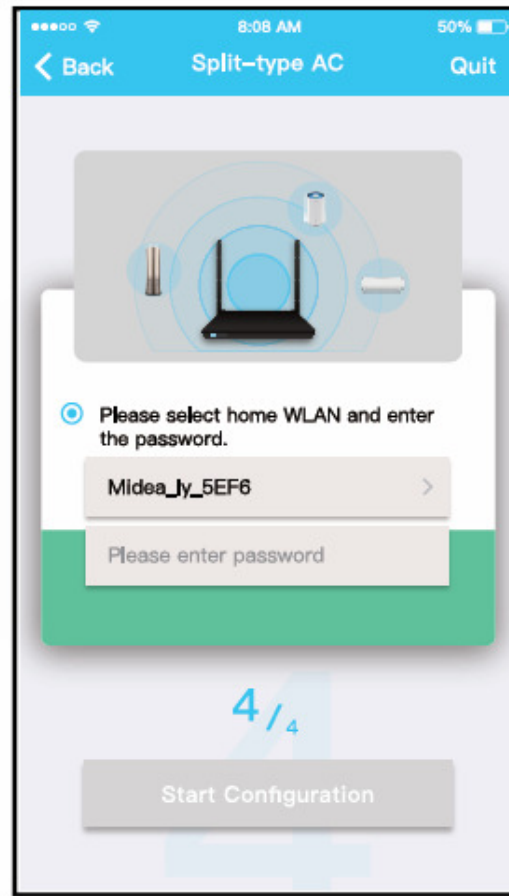 8:08 AM
50%
Back
Split-type AC
Quit
Please select home WLAN and enter
the password.
Midea_ly_5EF6
Please enter password
4/4
Start Configuration
4